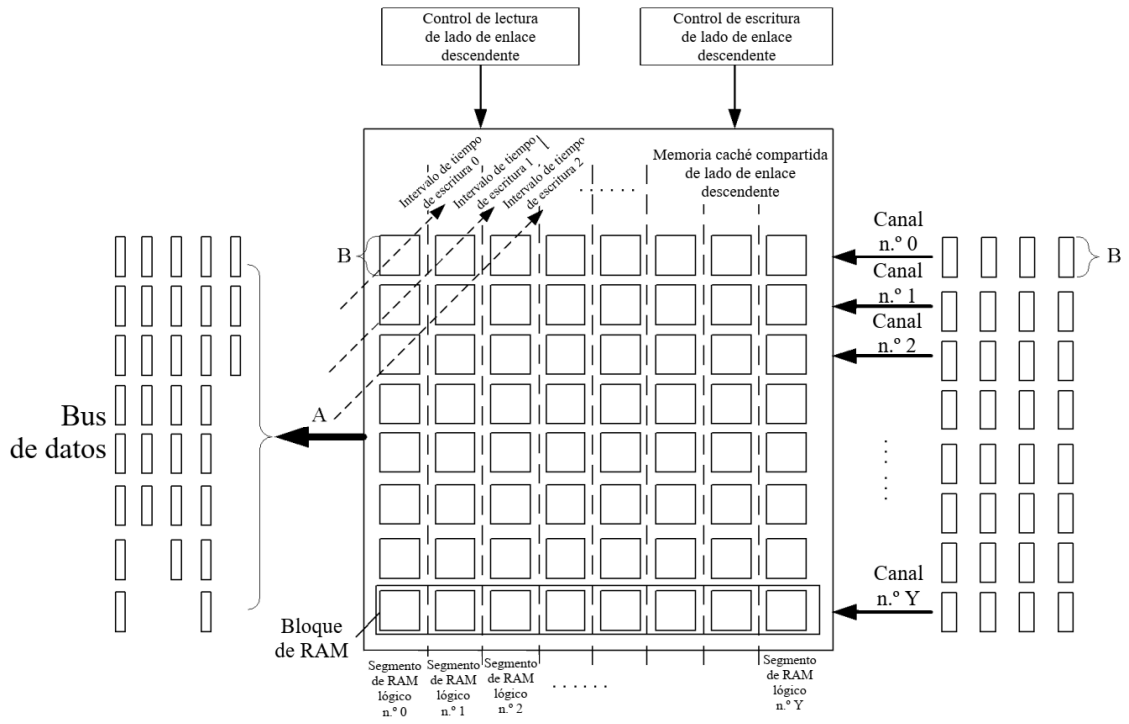 Control de lectura
de lado de enlace
descendente
Control de escritura
de lado de enlace
descendente
Intervalo de tiempo
de escritura 0
Intervalo de tiempo
de escritura 1
Intervalo de tiempo
de escritura 2
. . . . . .
Memoria caché compartida
de lado de enlace
descendente
B
Canal
n.º 0
B
Canal
n.º 1
Canal
n.º 2
A
Bus
de datos
. . . . . .
Canal
n.º Y
Bloque
de RAM
Segmento
de RAM
lógico
n.º 0
Segmento
de RAM
lógico
n.º 1
Segmento
de RAM
lógico
n.º 2
. . . . . .
Segmento
de RAM
lógico
n.º Y